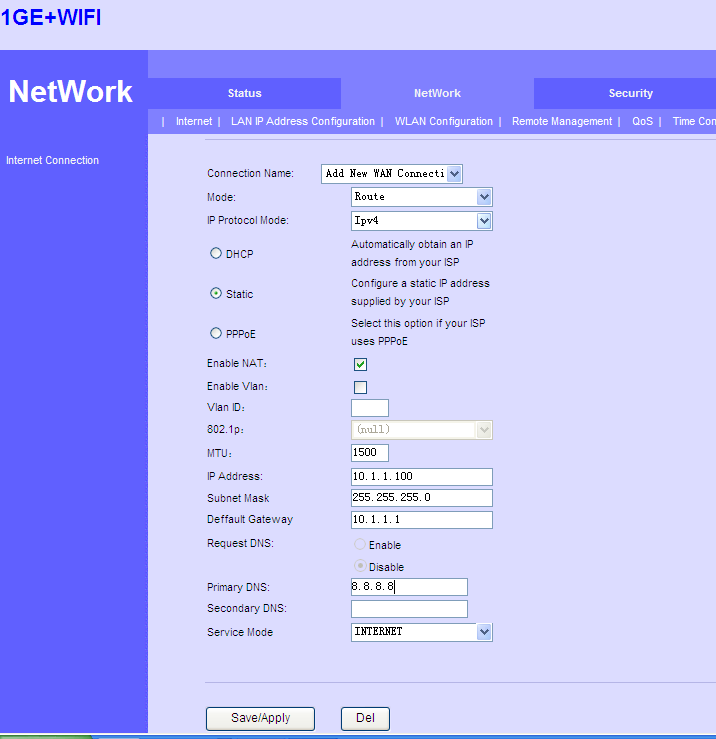 1GE+WIFI
NetWork
Status NetWork Security
| Internet | LAN IP Address Configuration | WLAN Configuration | Remote Management | QoS | Time Con
Internet Connection
Connection Name: Add New WAN Connecti
Mode: Route
IP Protocol Mode: Ipv4
DHCP Automatically obtain an IP
address from your ISP
Static Configure a static IP address
supplied by your ISP
PPPoE Select this option if your ISP
uses PPPoE
Enable NAT:
Enable Vlan:
Vlan ID:
802.1p: (null)
MTU: 1500
IP Address: 10.1.1.100
Subnet Mask 255.255.255.0
Deffault Gateway 10.1.1.1
Request DNS: Enable
Disable
Primary DNS: 8.8.8.8
Secondary DNS:
Service Mode INTERNET
Save/Apply Del